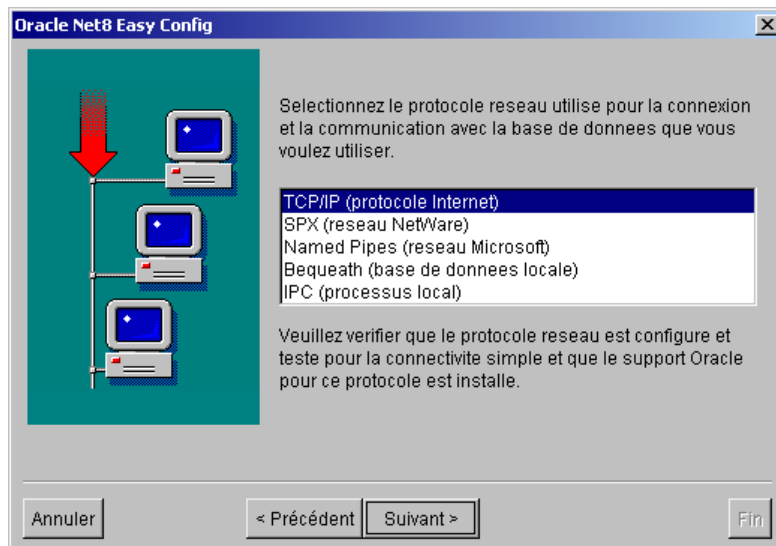 Oracle Net8 Easy Config
Selectionnez le protocole reseau utilise pour la connexion
et la communication avec la base de donnees que vous
voulez utiliser.
TCP/IP (protocole Internet)
SPX (reseau NetWare)
Named Pipes (reseau Microsoft)
Bequeath (base de donnees locale)
IPC (processus local)
Veuillez verifier que le protocole reseau est configure et
teste pour la connectivite simple et que le support Oracle
pour ce protocole est installe.
Annuler
< Précédent
Suivant >
Fin